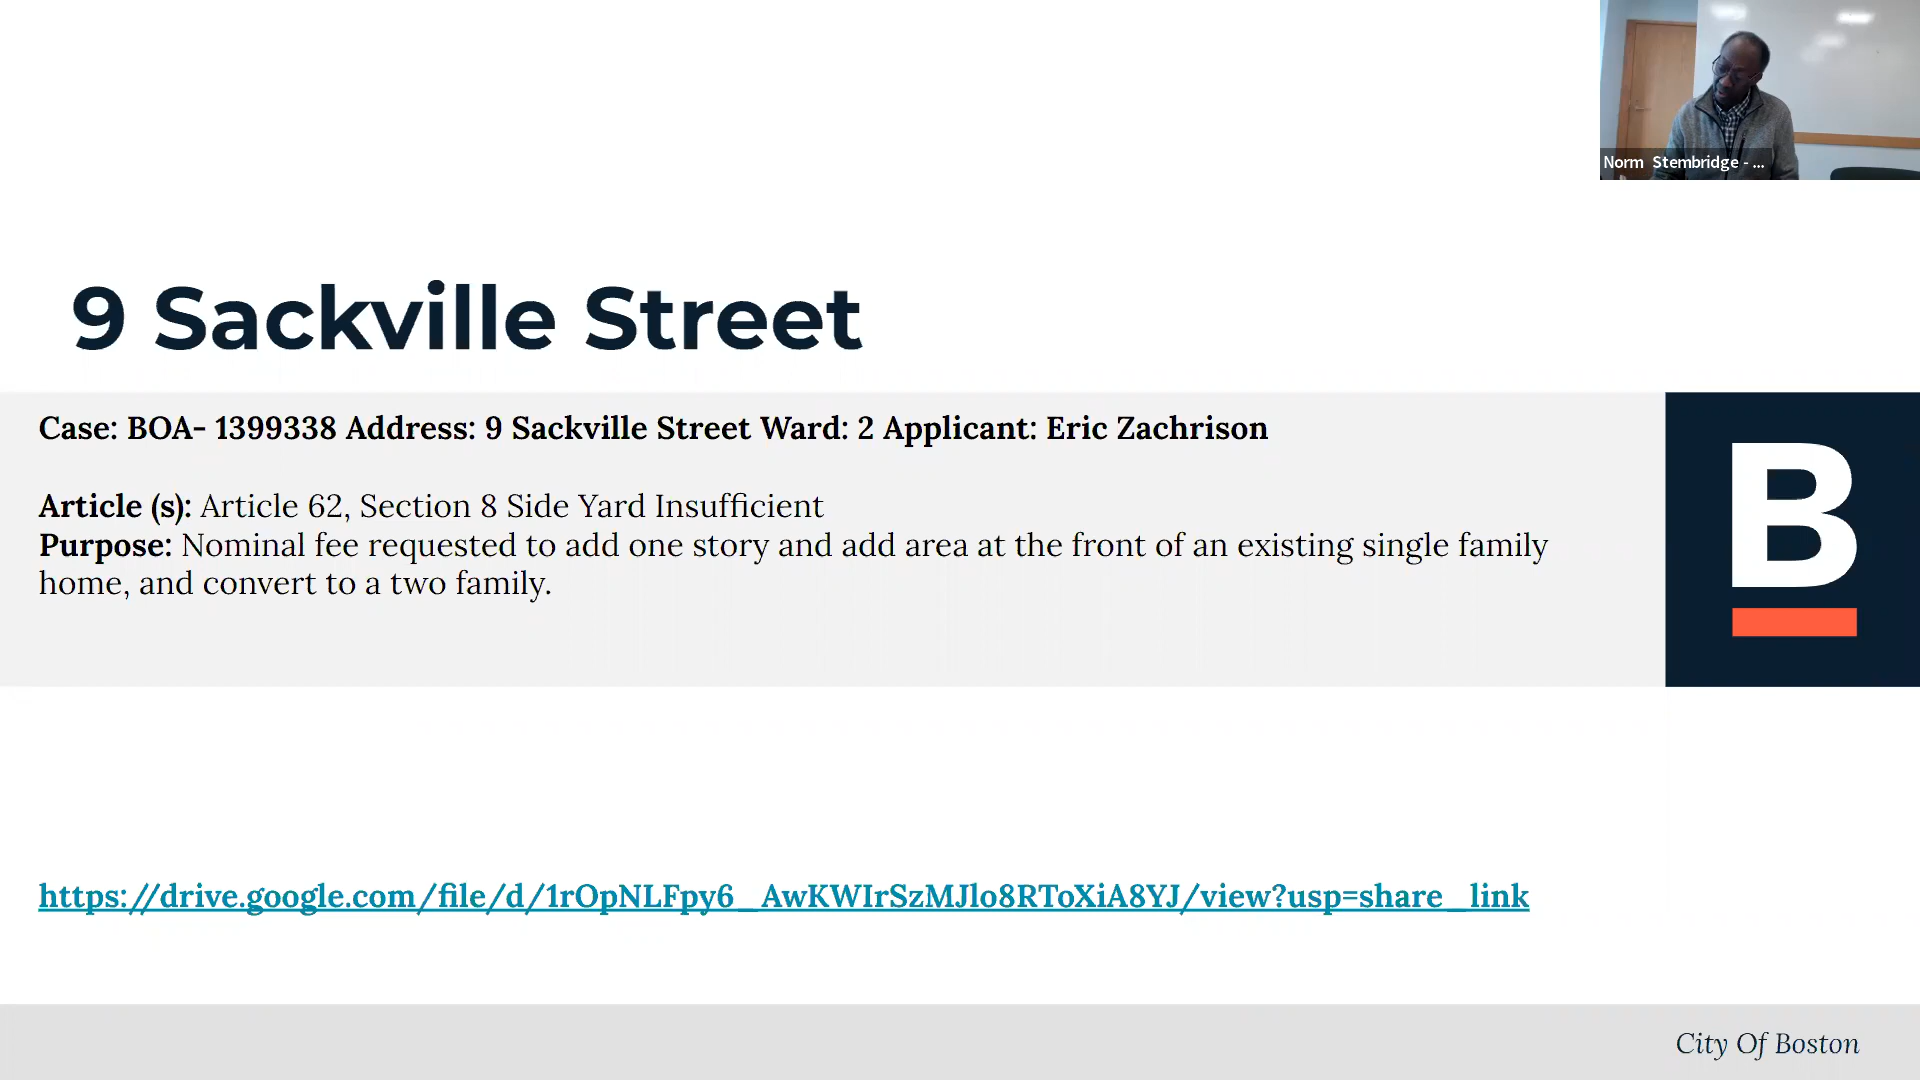 Norm Stembridge - ...
9 Sackville Street
Case: BOA- 1399338 Address: 9 Sackville Street Ward: 2 Applicant: Eric Zachrison
Article (s): Article 62, Section 8 Side Yard Insufficient
Purpose: Nominal fee requested to add one story and add area at the front of an existing single family
home, and convert to a two family.
B
https://drive.google.com/file/d/1rOpNLFpy6_AwKWIrSzMJlo8RToXiA8YJ/view?usp=share_link
City Of Boston